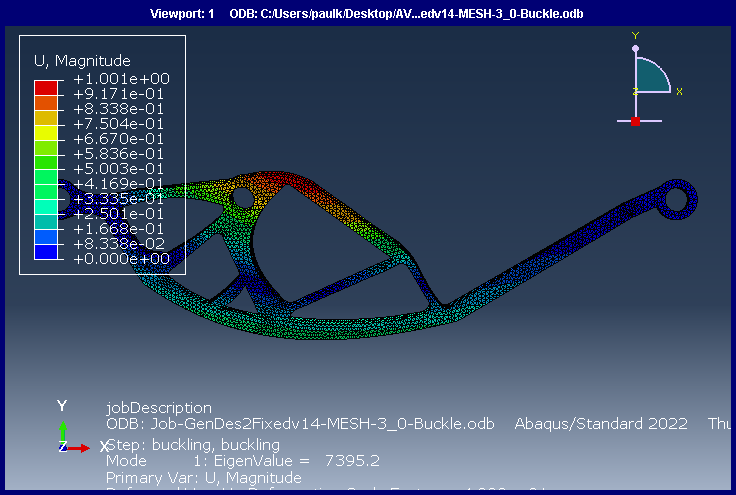 Viewport: 1 ODB: C:/Users/paulk/Desktop/AV...edv14-MESH-3_0-Buckle.odb
U, Magnitude
+1.001e+00
+9.171e-01
+8.338e-01
+7.504e-01
+6.670e-01
+5.836e-01
+5.003e-01
+4.169e-01
+3.335e-01
+2.501e-01
+1.668e-01
+8.338e-02
+0.000e+00
Y
Z X
Y
Z X
jobDescription
ODB: Job-GenDes2Fixedv14-MESH-3_0-Buckle.odb Abaqus/Standard 2022 Thu
Step: buckling, buckling
Mode 1: EigenValue = 7395.2
Primary Var: U, Magnitude